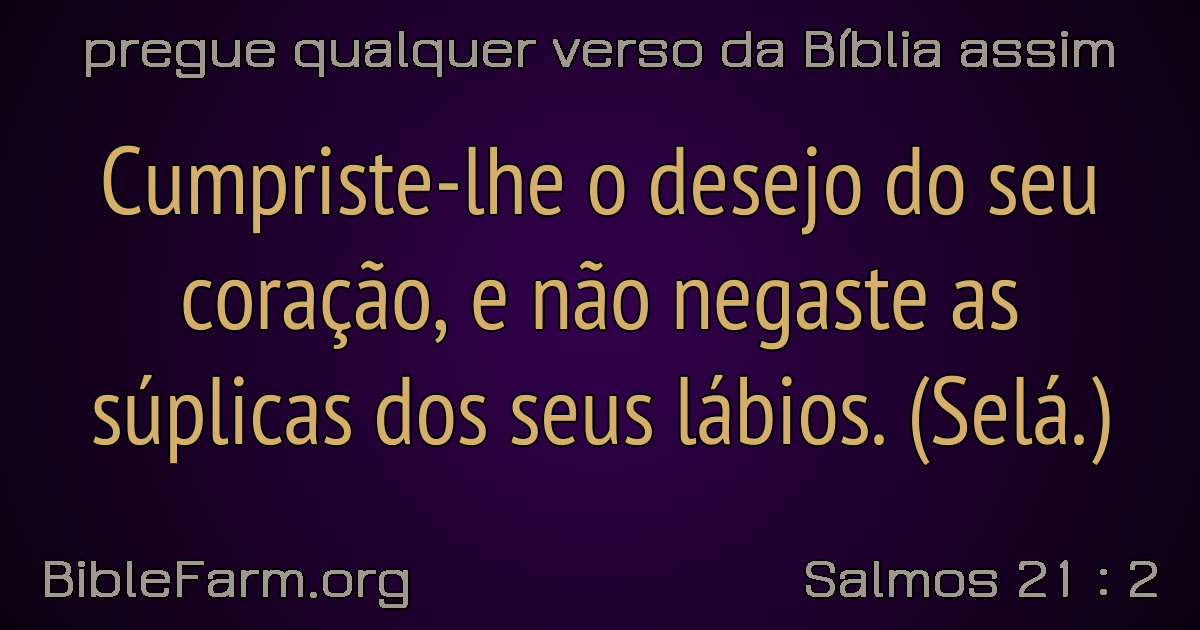 pregue qualquer verso da Bíblia assim
Cumpriste-lhe o desejo do seu
coração, e não negaste as
súplicas dos seus lábios. (Selá.)
BibleFarm.org
Salmos 21 : 2